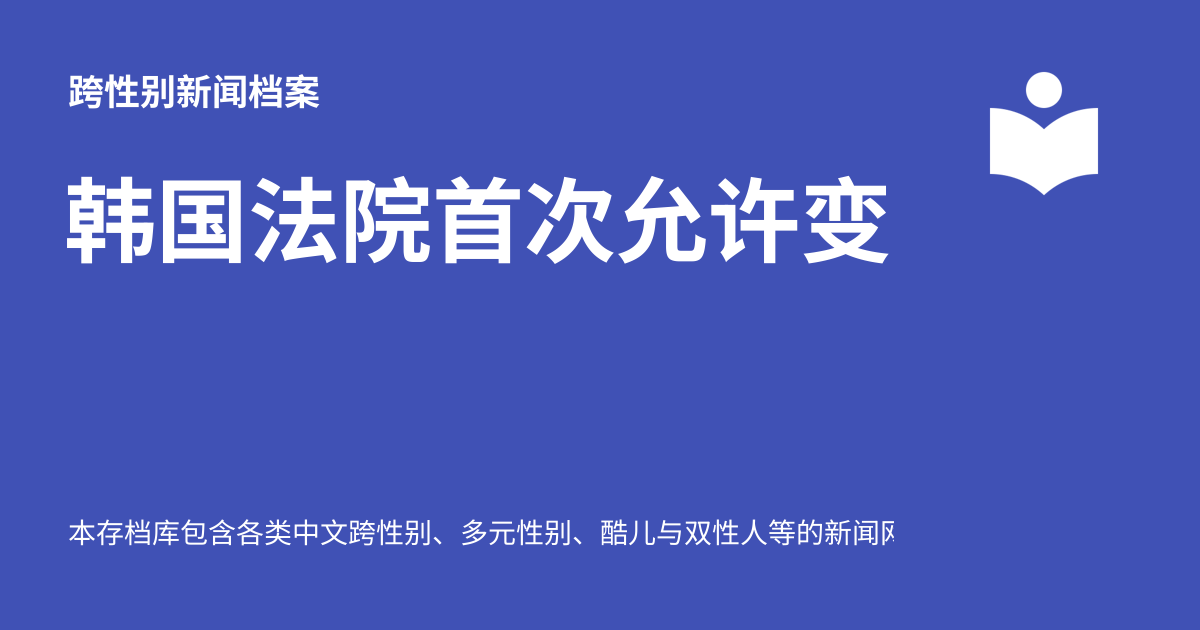 跨性别新闻档案
韩国法院首次允许变
本存档库包含各类中文跨性别、多元性别、酷儿与双性人等的新闻